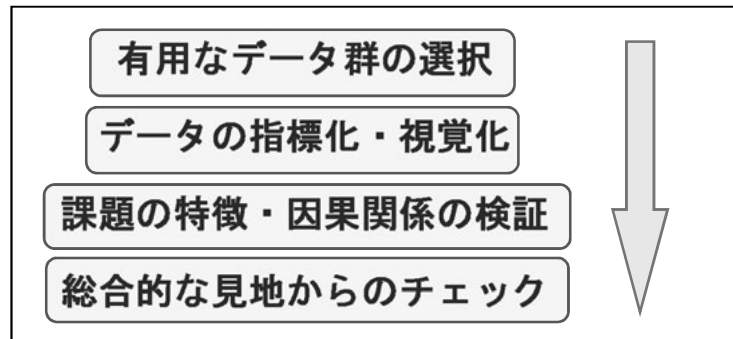 有用なデータ群の選択
データの指標化・視覚化
課題の特徴・因果関係の検証
総合的な見地からのチェック